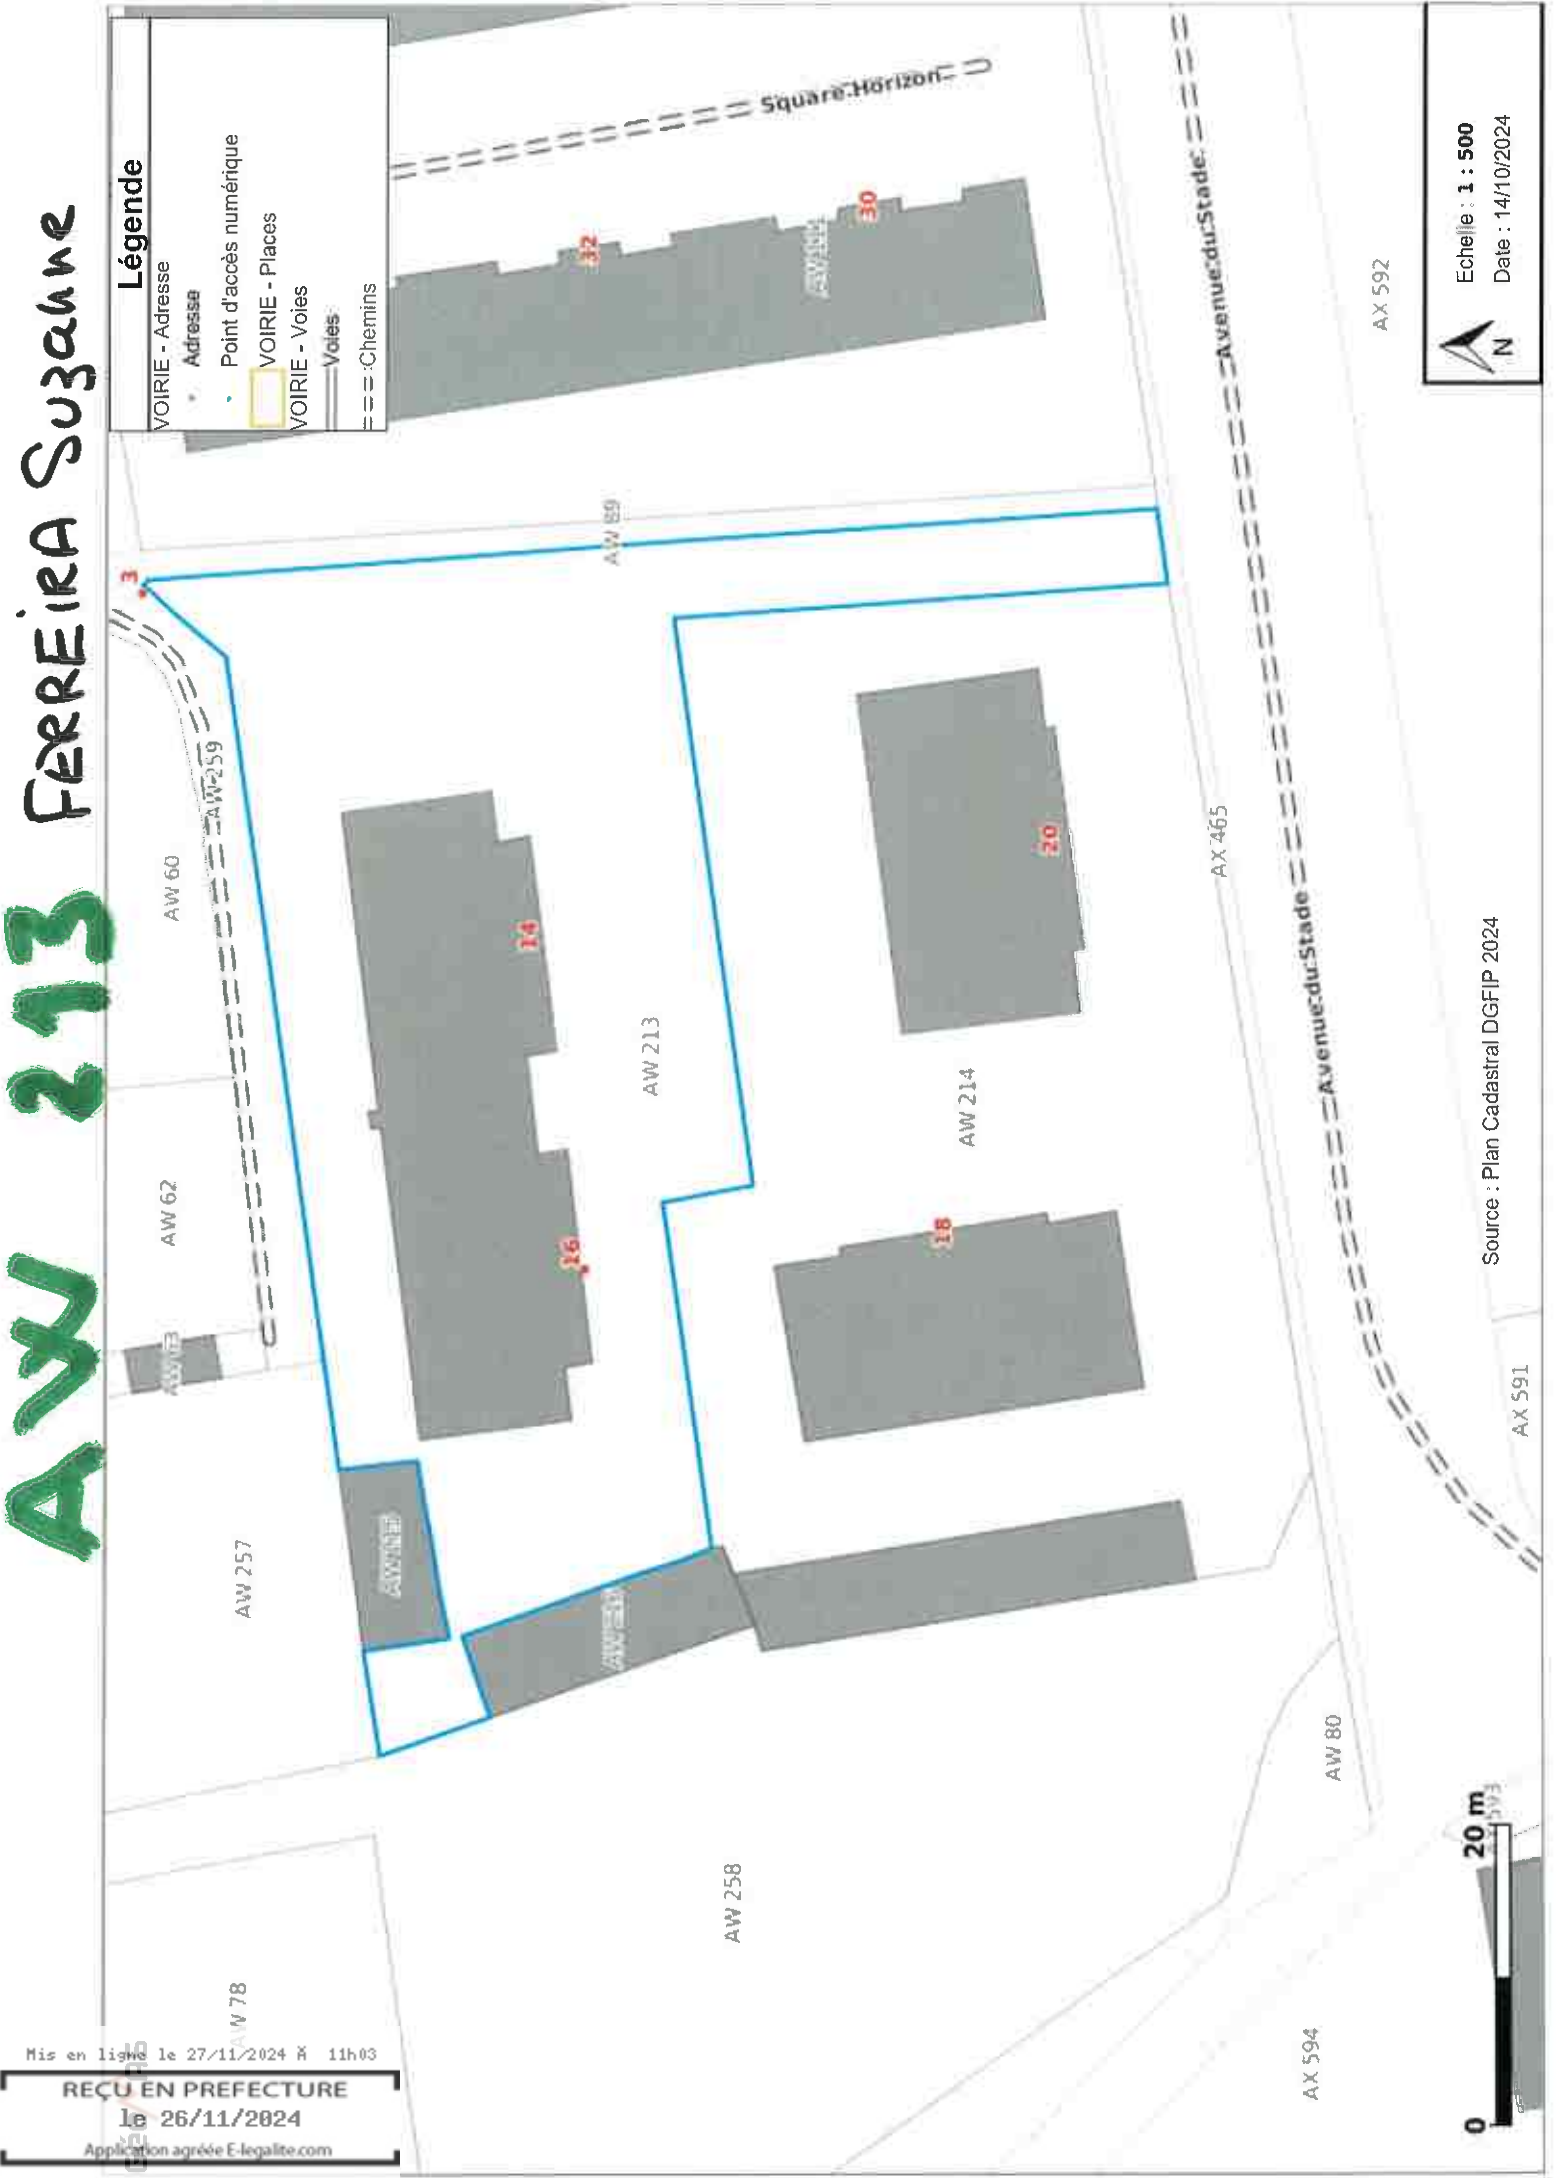 AW 213 FERREIRA Suzanne
Légende
VOIRIE - Adresse
Adresse
Point d'accès numérique
VOIRIE - Places
VOIRIE - Voies
Voies
Chemins
Square Horizon
32
30
3
AW 69
AW 259
AW 60
AW 62
AW 257
AW 78
14
16
AW 213
AW 214
20
18
AW 258
AW 80
AX 465
Avenue du Stade
Avenue du Stade
AX 592
AX 591
AX 594
Echelle : 1 : 500
Date : 14/10/2024
N
Source : Plan Cadastral DGFIP 2024
0 20 m
Mis en ligne le 27/11/2024 À 11h03
REÇU EN PREFECTURE
le 26/11/2024
Application agréée E-legalite.com